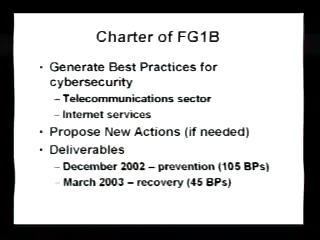 Charter of FG1B
• Generate Best Practices for
cybersecurity
– Telecommunications sector
– Internet services
• Propose New Actions (if needed)
• Deliverables
– December 2002 – prevention (105 BPs)
– March 2003 – recovery (45 BPs)